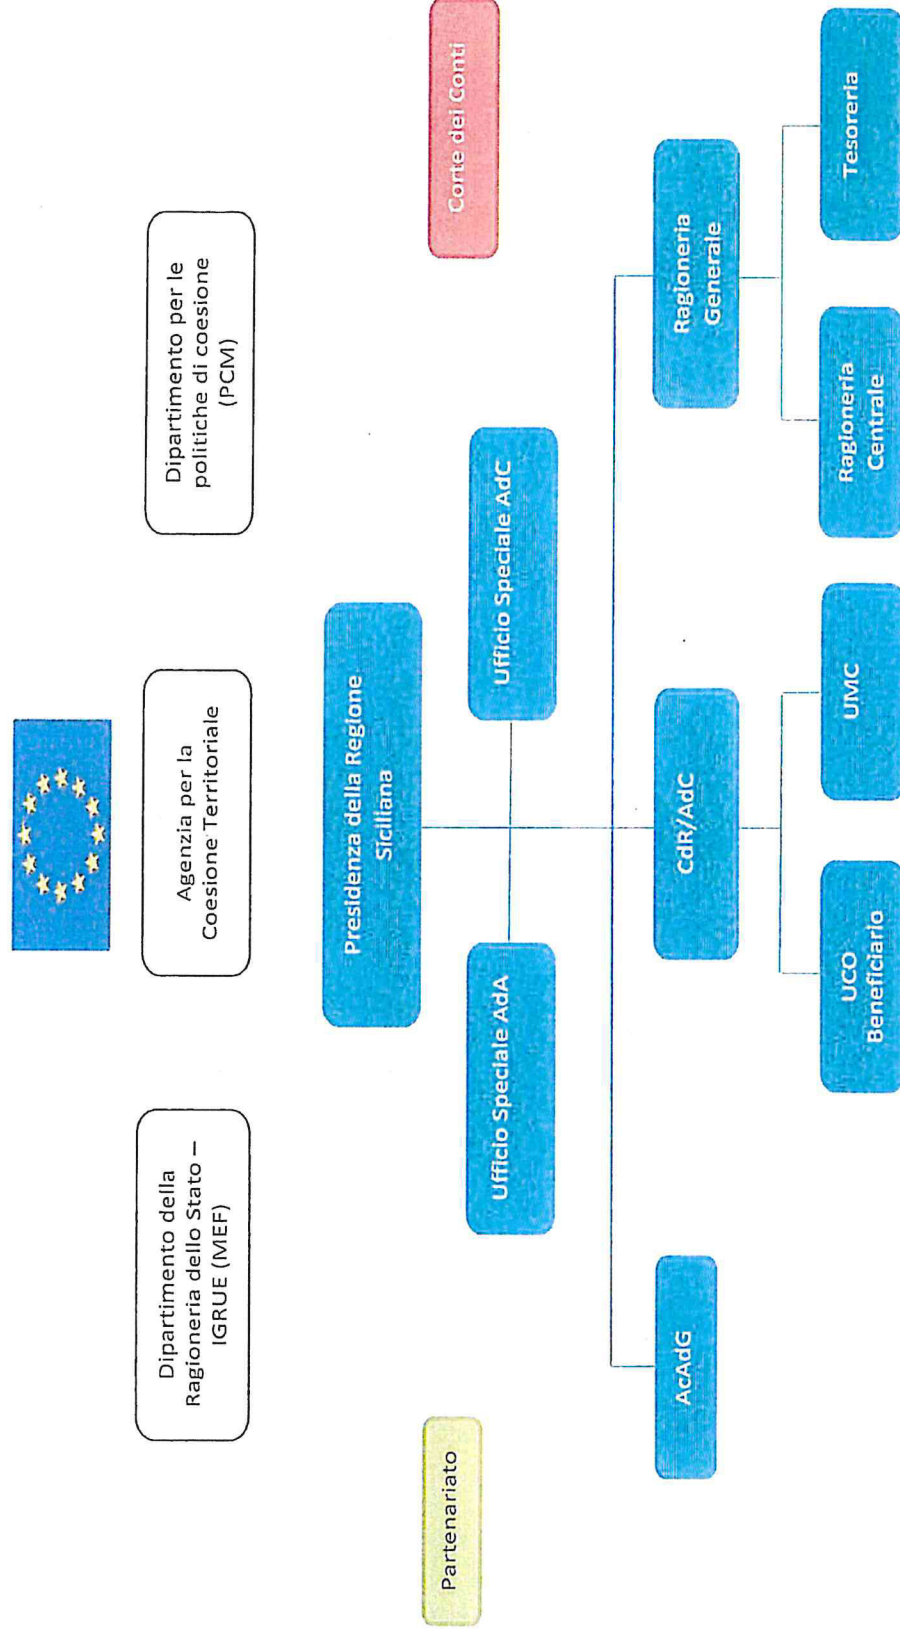 Dipartimento della
Ragioneria dello Stato –
IGRUE (MEF)
Agenzia per la
Coesione Territoriale
Dipartimento per le
politiche di coesione
(PCM)
Presidenza della Regione
Siciliana
Partenariato
Corte dei Conti
Ufficio Speciale AdA
Ufficio Speciale AdC
AcAdG
CdR/AdC
Ragioneria
Generale
UCO
Beneficiario
UMC
Ragioneria
Centrale
Tesoreria